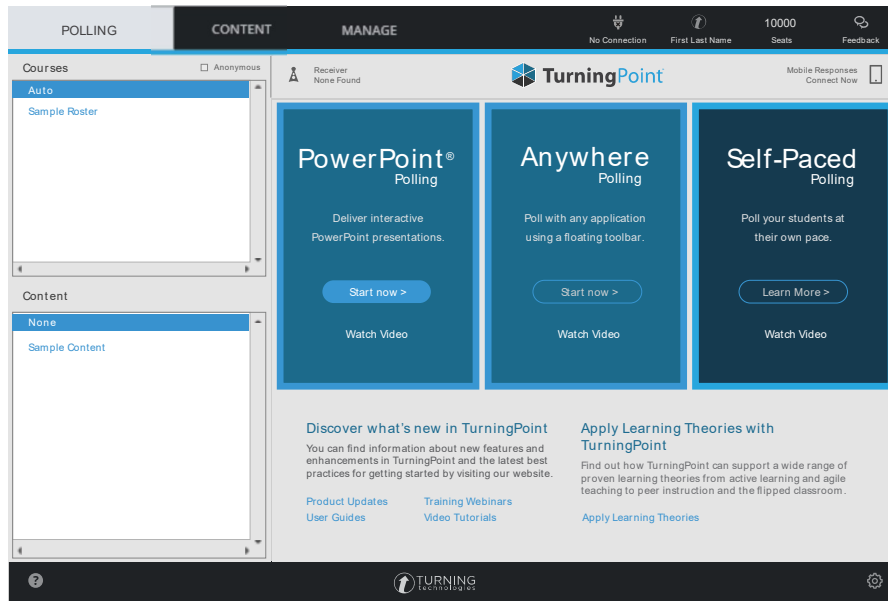 POLLING
CONTENT
MANAGE
No Connection
First Last Name
10000
Seats
Feedback
Courses
Anonymous
Auto
Sample Roster
Content
None
Sample Content
Receiver
None Found
TurningPoint
Mobile Responses
Connect Now
PowerPoint®
Polling
Deliver interactive
PowerPoint presentations.
Start now >
Watch Video
Anywhere
Polling
Poll with any application
using a floating toolbar.
Start now >
Watch Video
Self-Paced
Polling
Poll your students at
their own pace.
Learn More >
Watch Video
Discover what's new in TurningPoint
You can find information about new features and
enhancements in TurningPoint and the latest best
practices for getting started by visiting our website.
Product Updates
Training Webinars
User Guides
Video Tutorials
Apply Learning Theories with
TurningPoint
Find out how TurningPoint can support a wide range of
proven learning theories from active learning and agile
teaching to peer instruction and the flipped classroom.
Apply Learning Theories
?
TURNING
technologies